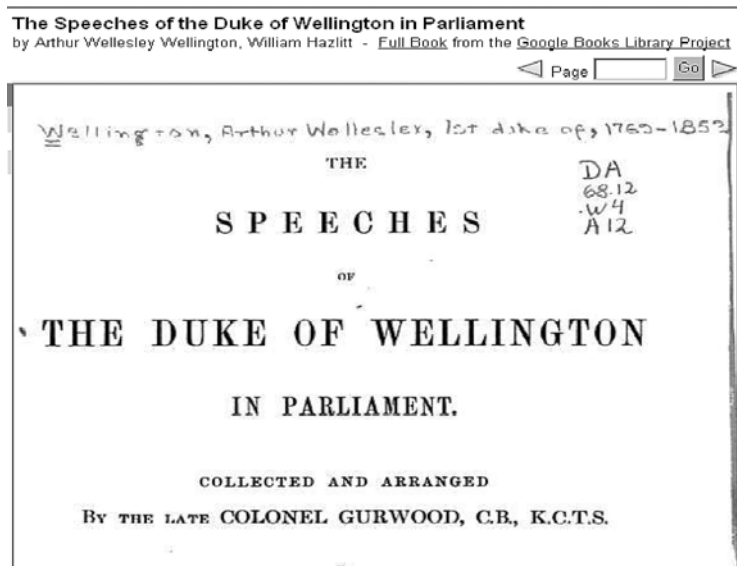 The Speeches of the Duke of Wellington in Parliament
by Arthur Wellesley Wellington, William Hazlitt - Full Book from the Google Books Library Project
Page Go
Wellington, Arthur Wellesley, 1st duke of, 1769-1852
THE
DA
68.12
.W4
A12
SPEECHES
OF
THE DUKE OF WELLINGTON
IN PARLIAMENT.
COLLECTED AND ARRANGED
BY THE LATE COLONEL GURWOOD, C.B., K.C.T.S.